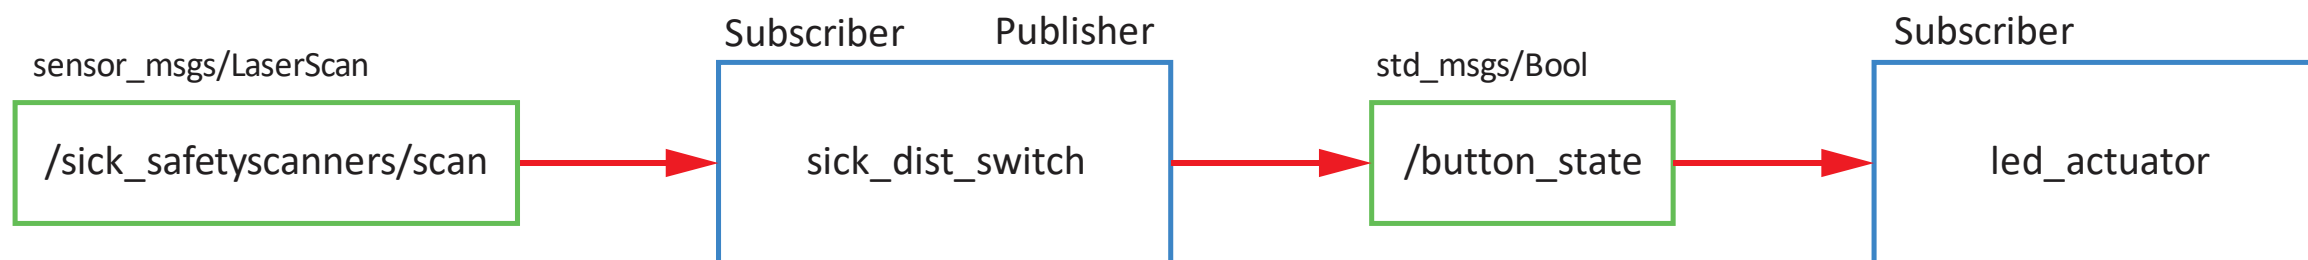 Subscriber Publisher Subscriber
sensor_msgs/LaserScan std_msgs/Bool
/sick_safetyscanners/scan sick_dist_switch /button_state led_actuator